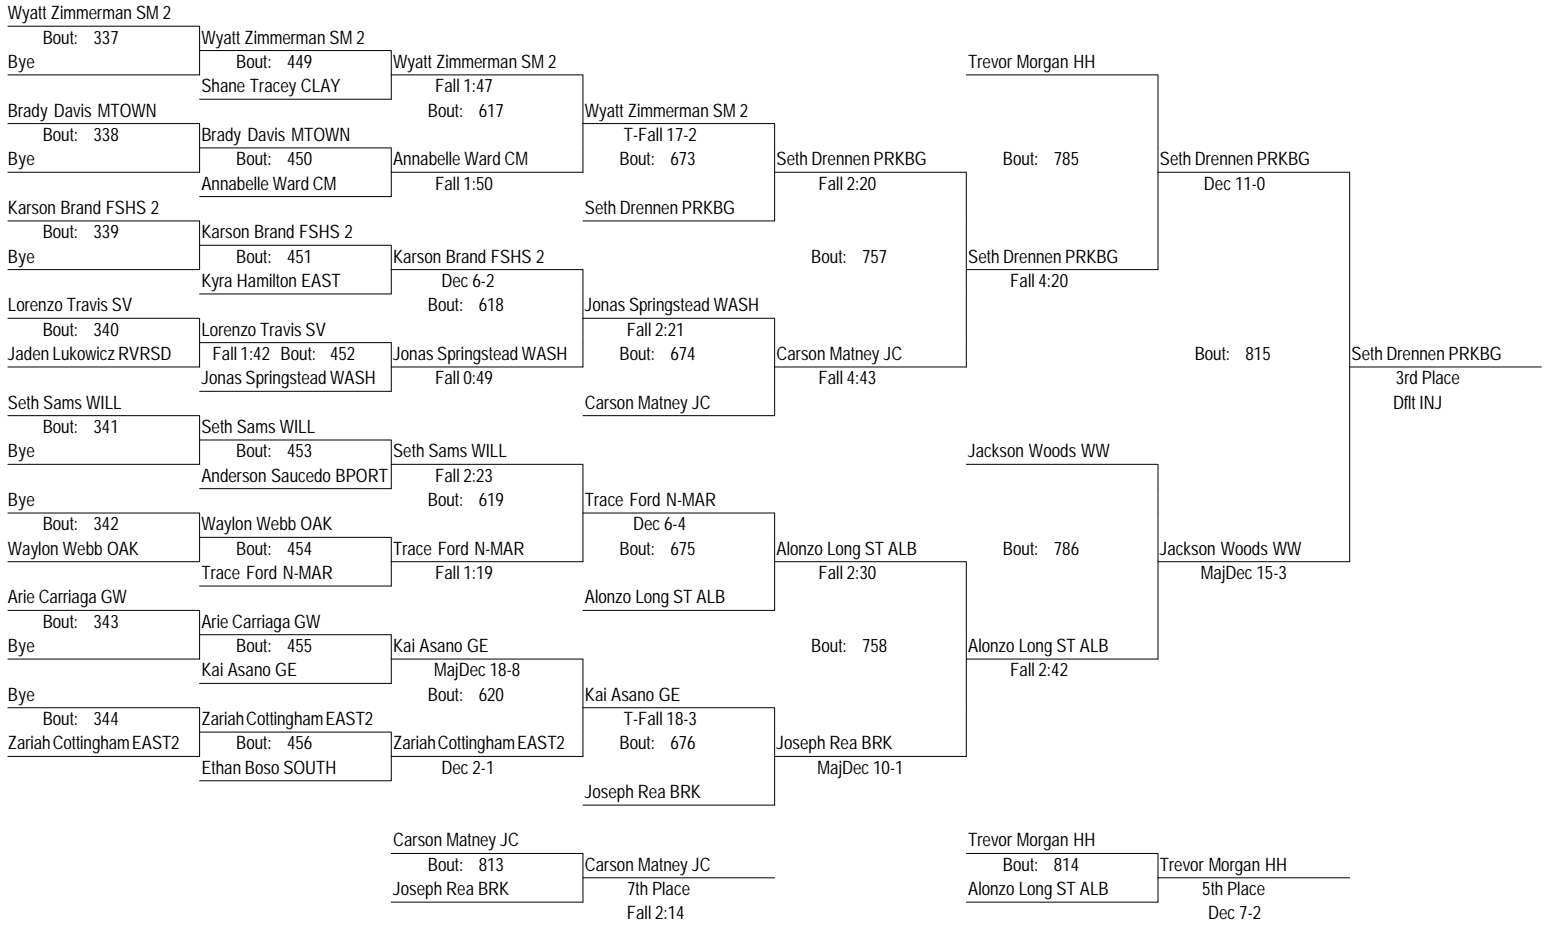 Wyatt Zimmerman SM 2
Bout: 337
Bye
Brady Davis MTOWN
Bout: 338
Bye
Karson Brand FSHS 2
Bout: 339
Bye
Lorenzo Travis SV
Bout: 340
Jaden Lukowicz RVRSD
Seth Sams WILL
Bout: 341
Bye
Bye
Bout: 342
Waylon Webb OAK
Arie Carriaga GW
Bout: 343
Bye
Bye
Bout: 344
Zariah Cottingham EAST2
Wyatt Zimmerman SM 2
Bout: 449
Shane Tracey CLAY
Brady Davis MTOWN
Bout: 450
Annabelle Ward CM
Karson Brand FSHS 2
Bout: 451
Kyra Hamilton EAST
Lorenzo Travis SV
Fall 1:42 Bout: 452
Jonas Springstead WASH
Seth Sams WILL
Bout: 453
Anderson Saucedo BPORT
Waylon Webb OAK
Bout: 454
Trace Ford N-MAR
Arie Carriaga GW
Bout: 455
Kai Asano GE
Zariah Cottingham EAST2
Bout: 456
Ethan Boso SOUTH
Wyatt Zimmerman SM 2
Fall 1:47
Bout: 617
Annabelle Ward CM
Fall 1:50
Karson Brand FSHS 2
Dec 6-2
Bout: 618
Jonas Springstead WASH
Fall 0:49
Seth Sams WILL
Fall 2:23
Bout: 619
Trace Ford N-MAR
Fall 1:19
Kai Asano GE
MajDec 18-8
Bout: 620
Zariah Cottingham EAST2
Dec 2-1
Wyatt Zimmerman SM 2
T-Fall 17-2
Bout: 673
Seth Drennen PRKBG
Jonas Springstead WASH
Fall 2:21
Bout: 674
Carson Matney JC
Trace Ford N-MAR
Dec 6-4
Bout: 675
Alonzo Long ST ALB
Kai Asano GE
T-Fall 18-3
Bout: 676
Joseph Rea BRK
Seth Drennen PRKBG
Fall 2:20
Bout: 757
Carson Matney JC
Fall 4:43
Alonzo Long ST ALB
Fall 2:30
Bout: 758
Joseph Rea BRK
MajDec 10-1
Trevor Morgan HH
Bout: 785
Seth Drennen PRKBG
Fall 4:20
Jackson Woods WW
Bout: 786
Alonzo Long ST ALB
Fall 2:42
Seth Drennen PRKBG
Dec 11-0
Bout: 815
Jackson Woods WW
MajDec 15-3
Seth Drennen PRKBG
3rd Place
Dflt INJ
Carson Matney JC
Bout: 813
Joseph Rea BRK
Carson Matney JC
7th Place
Fall 2:14
Trevor Morgan HH
Bout: 814
Alonzo Long ST ALB
Trevor Morgan HH
5th Place
Dec 7-2